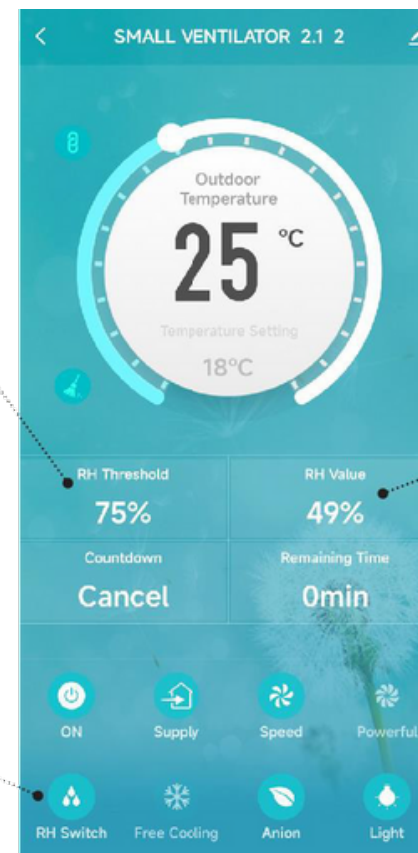 SMALL VENTILATOR 2.1 2
Outdoor
Temperature
25 °C
Temperature Setting
18°C
RH Threshold
RH Value
75%
49%
Countdown
Remaining Time
Cancel
0min
ON
Supply
Speed
Powerful
RH Switch
Free Cooling
Anion
Light